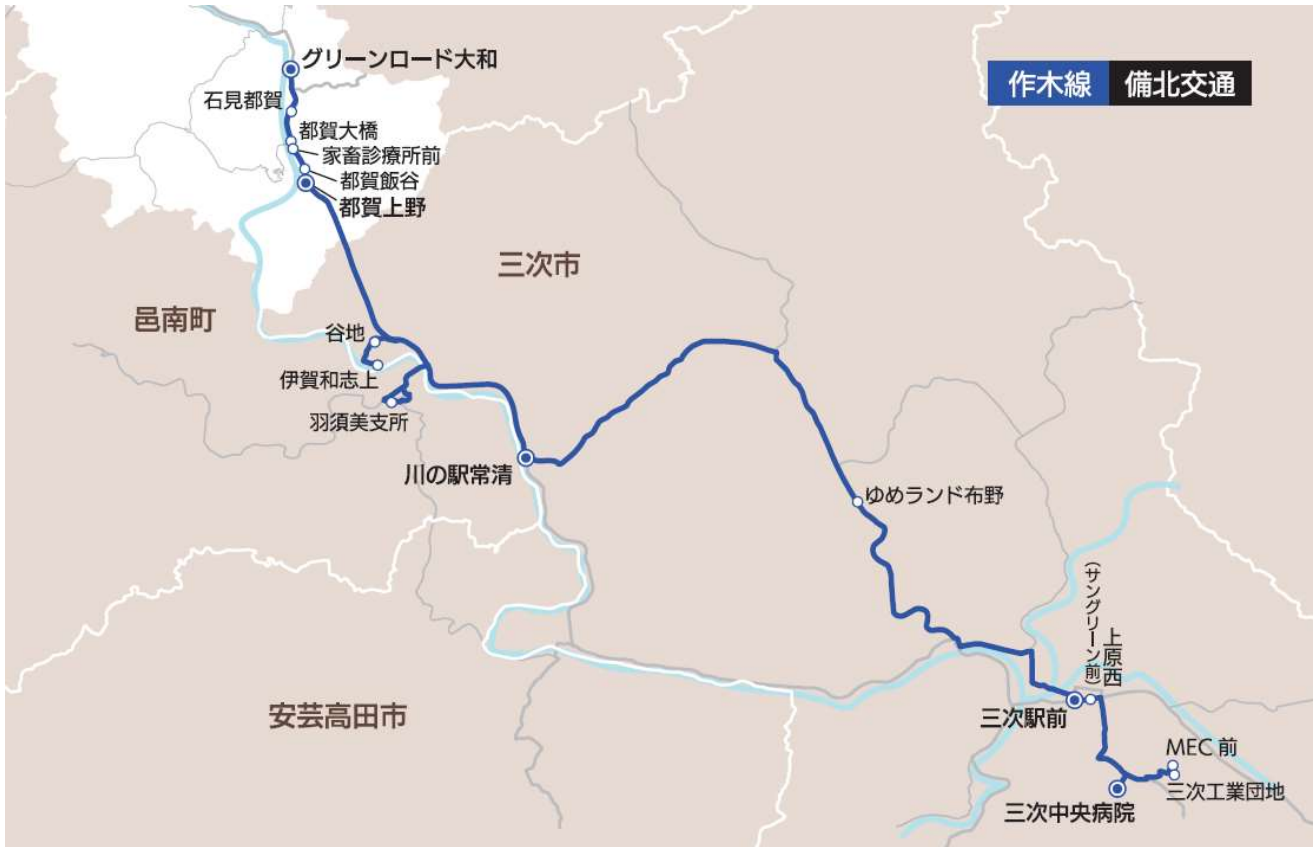 グリーンロード大和
作木線 備北交通
石見都賀
都賀大橋
家畜診療所前
都賀飯谷
都賀上野
三次市
邑南町
谷地
伊賀和志上
羽須美支所
川の駅常清
ゆめランド布野
上原西
(サングリーン前)
三次駅前
安芸高田市
MEC 前
三次工業団地
三次中央病院